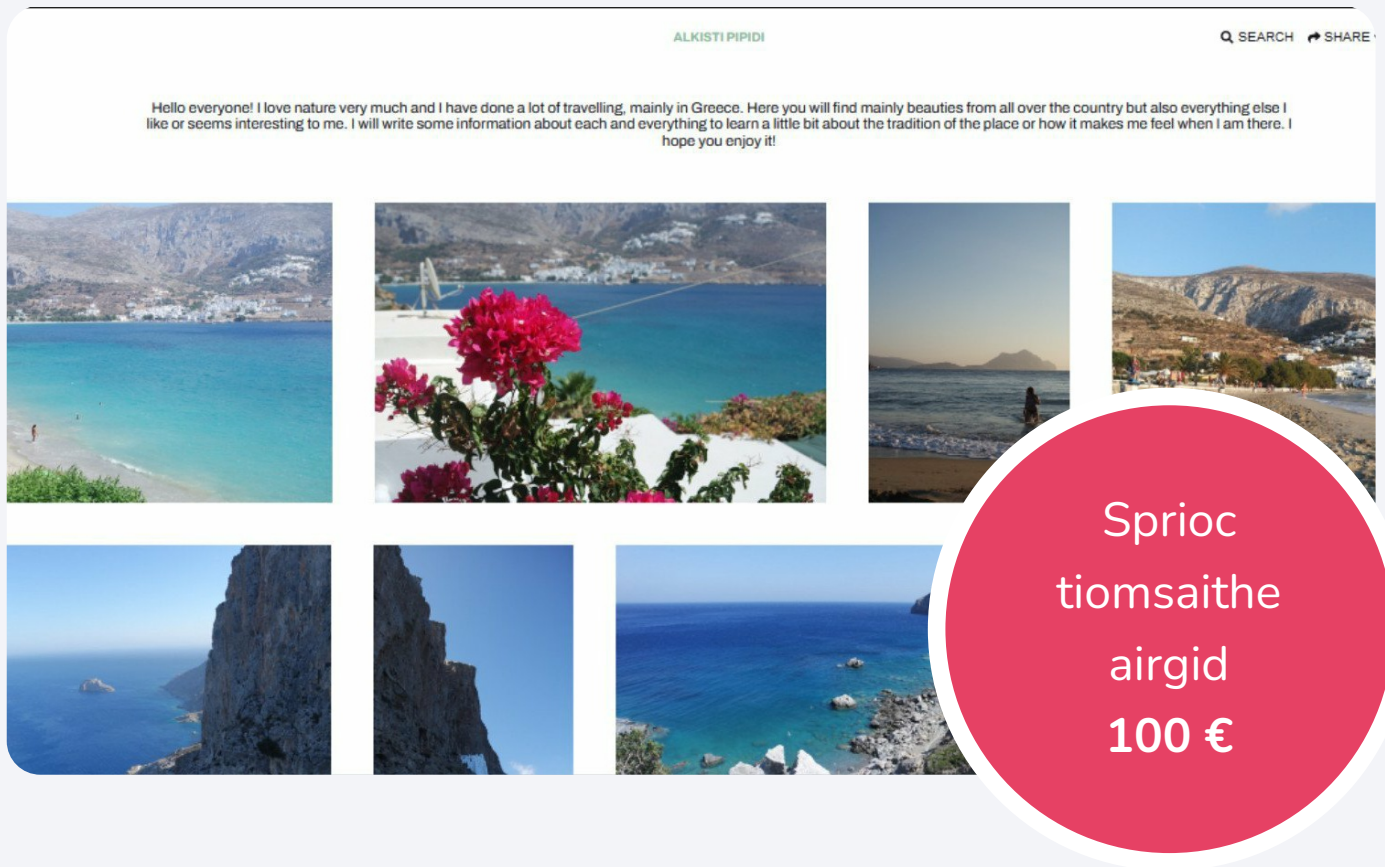 ALKISTI PIPIDI
SEARCH SHARE
Hello everyone! I love nature very much and I have done a lot of travelling, mainly in Greece. Here you will find mainly beauties from all over the country but also everything else I
like or seems interesting to me. I will write some information about each and everything to learn a little bit about the tradition of the place or how it makes me feel when I am there. I
hope you enjoy it!
Sprioc
tiomsaithe
airgid
100 €